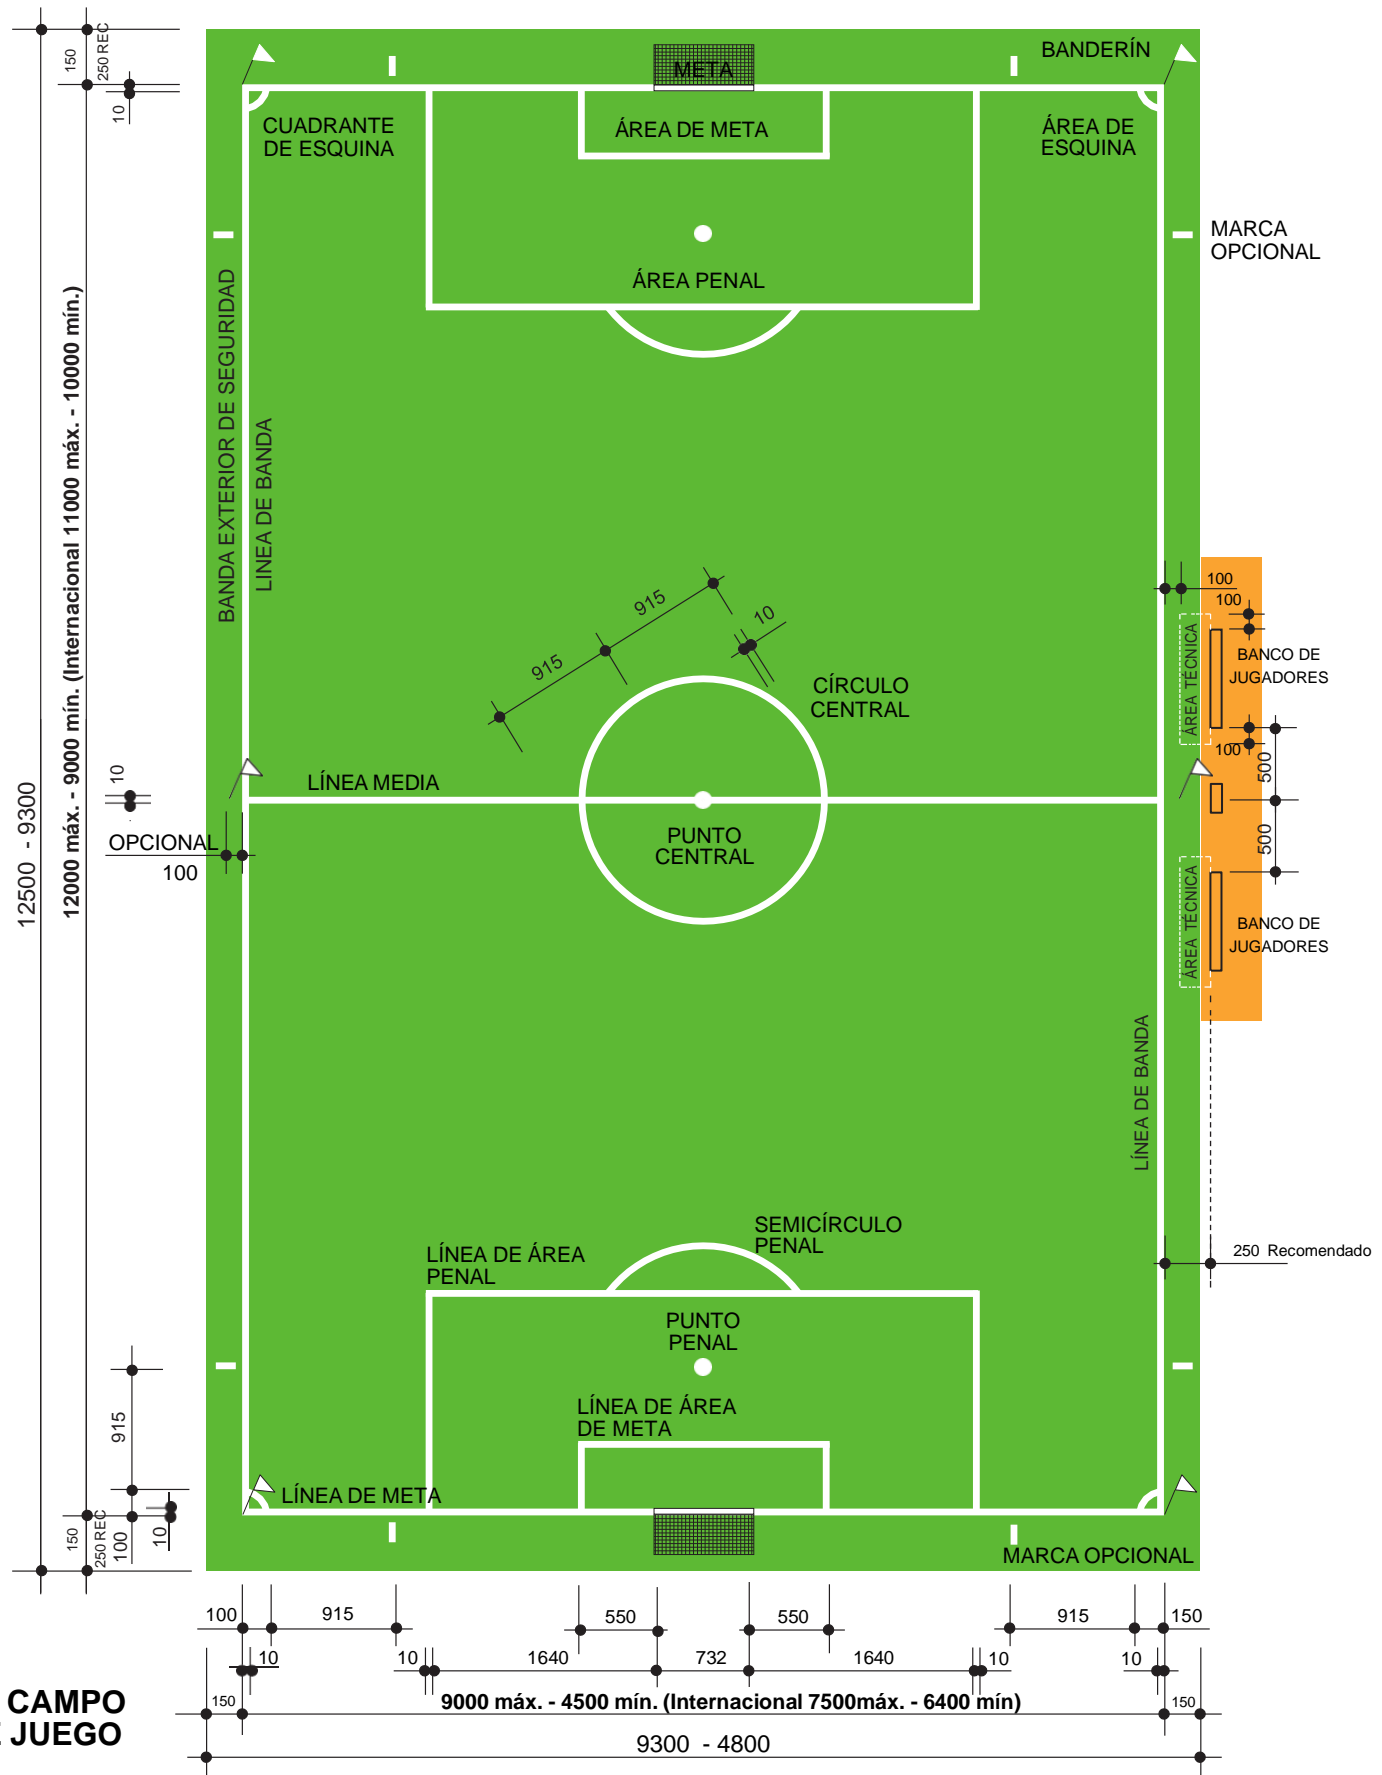 150
250 REC
10
META
BANDERÍN
CUADRANTE
DE ESQUINA
ÁREA DE META
ÁREA DE
ESQUINA
MARCA
OPCIONAL
ÁREA PENAL
BANDA EXTERIOR DE SEGURIDAD
LINEA DE BANDA
12000 máx. - 9000 mín. (Internacional 11000 máx. - 10000 mín.)
12500 - 9300
915
915
10
100
100
ÁREA TÉCNICA
BANCO DE
JUGADORES
100
500
CÍRCULO
CENTRAL
LÍNEA MEDIA
10
OPCIONAL
100
PUNTO
CENTRAL
500
ÁREA TÉCNICA
BANCO DE
JUGADORES
LÍNEA DE BANDA
250 Recomendado
SEMICÍRCULO
PENAL
LÍNEA DE ÁREA
PENAL
PUNTO
PENAL
LÍNEA DE ÁREA
DE META
915
LÍNEA DE META
150
250 REC
100
10
MARCA OPCIONAL
100
915
550
550
915
150
10
10
1640
732
1640
10
10
CAMPO
JUEGO
150
9000 máx. - 4500 mín. (Internacional 7500máx. - 6400 mín)
150
9300 - 4800